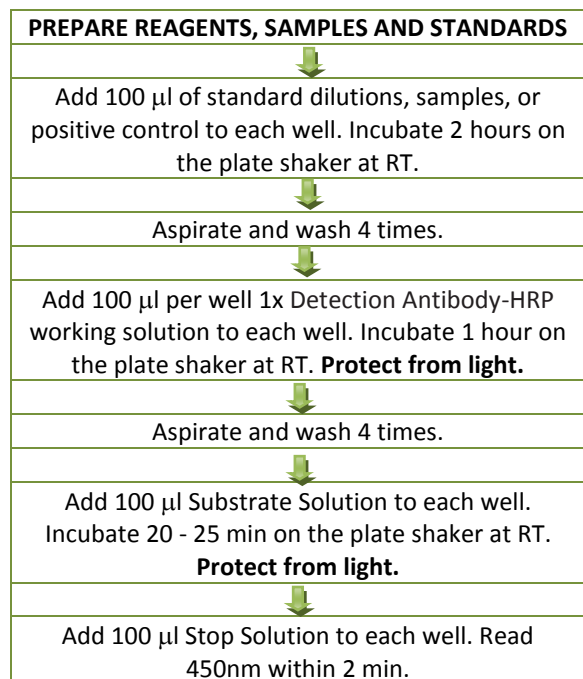 PREPARE REAGENTS, SAMPLES AND STANDARDS
Add 100 μl of standard dilutions, samples, or
positive control to each well. Incubate 2 hours on
the plate shaker at RT.
Aspirate and wash 4 times.
Add 100 μl per well 1x Detection Antibody-HRP
working solution to each well. Incubate 1 hour on
the plate shaker at RT. Protect from light.
Aspirate and wash 4 times.
Add 100 μl Substrate Solution to each well.
Incubate 20 - 25 min on the plate shaker at RT.
Protect from light.
Add 100 μl Stop Solution to each well. Read
450nm within 2 min.